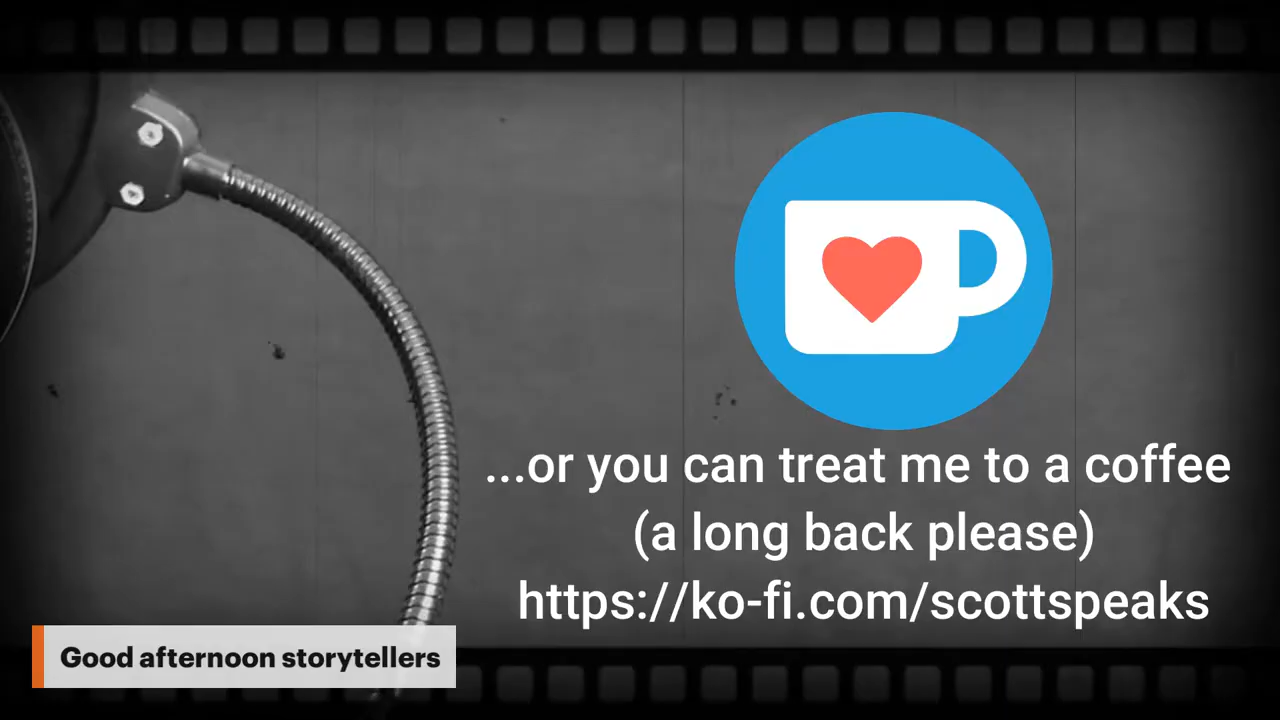 ...or you can treat me to a coffee
(a long back please)
https://ko-fi.com/scottspeaks
Good afternoon storytellers